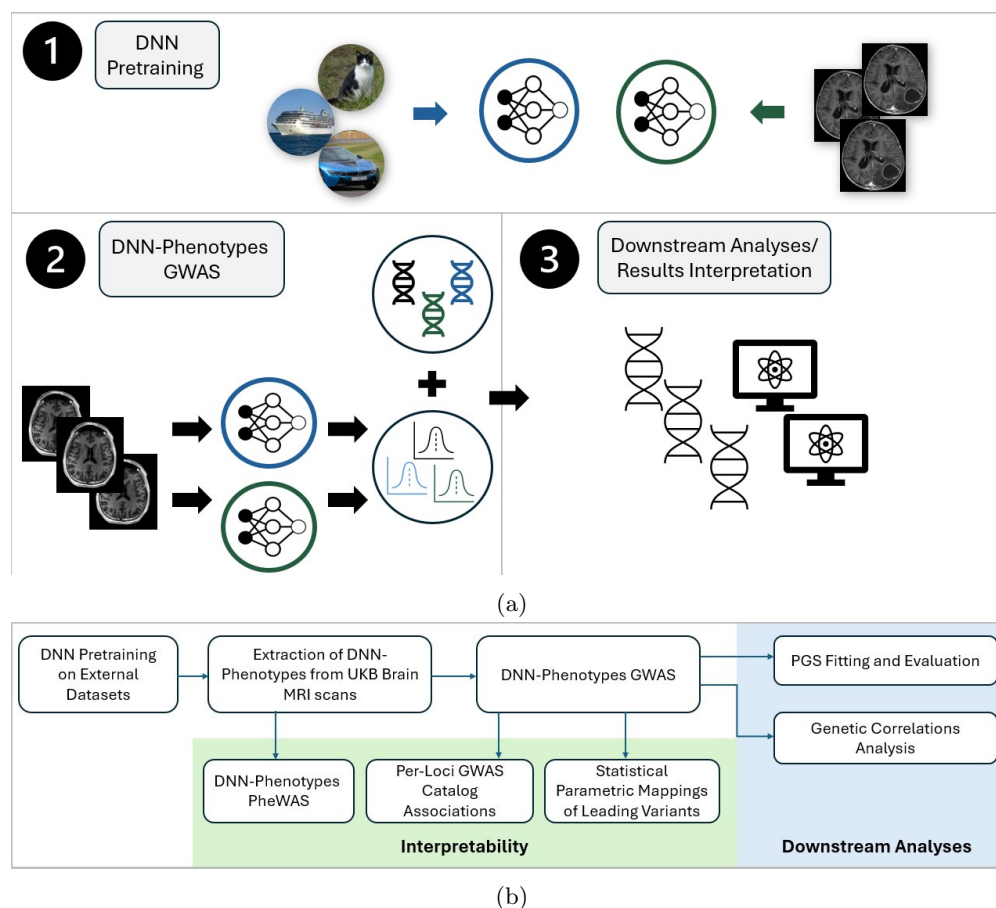 1
DNN
Pretraining
2
DNN-Phenotypes
GWAS
3
Downstream Analyses/
Results Interpretation
(a)
DNN Pretraining
on External
Datasets
Extraction of DNN-
Phenotypes from UKB Brain
MRI scans
DNN-Phenotypes GWAS
PGS Fitting and Evaluation
Genetic Correlations
Analysis
DNN-Phenotypes
PheWAS
Per-Loci GWAS
Catalog
Associations
Statistical
Parametric Mappings
of Leading Variants
Interpretability
Downstream Analyses
(b)